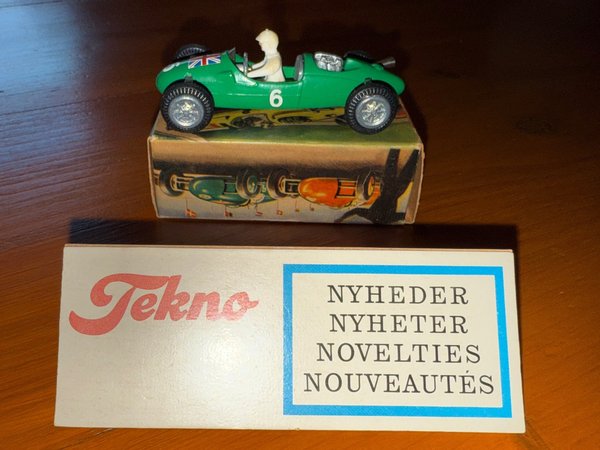 6
Tekno
NYHEDER
NYHETER
NOVELTIES
NOUVEAUTÉS